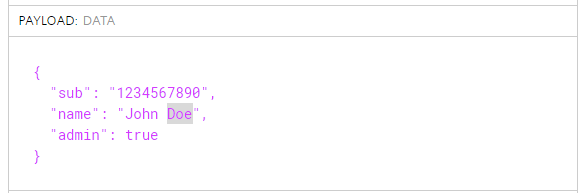 PAYLOAD: DATA
{
"sub": "1234567890",
"name": "John Doe",
"admin": true
}